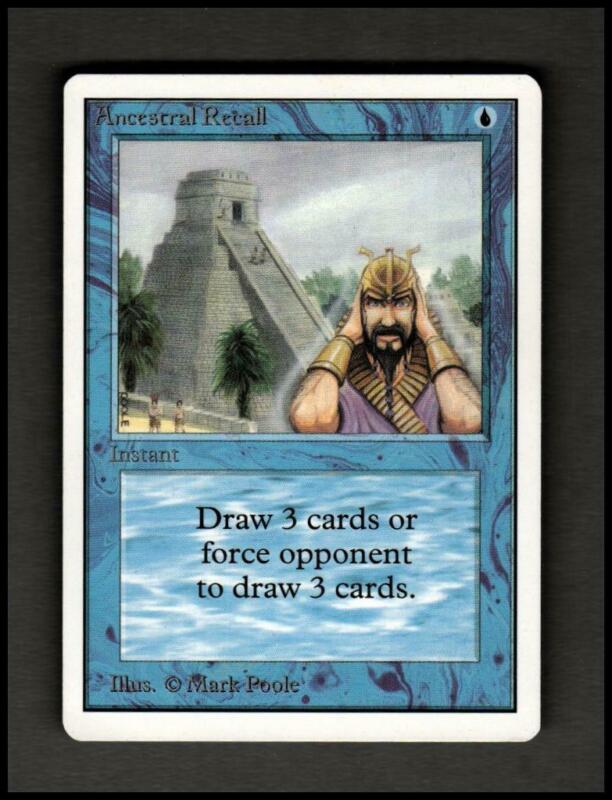 Ancestral Recall
Instant
Draw 3 cards or
force opponent
to draw 3 cards.
Illus. © Mark Poole